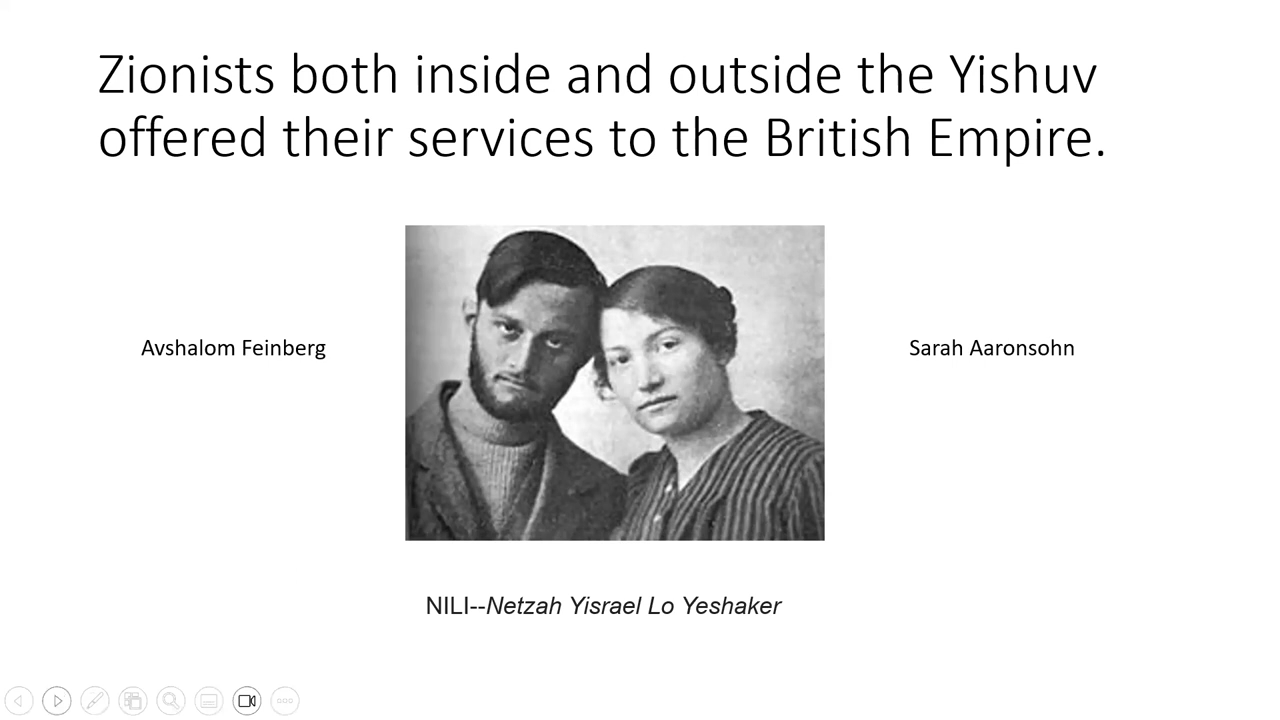 Zionists both inside and outside the Yishuv
offered their services to the British Empire.
Avshalom Feinberg
Sarah Aaronsohn
NILI--Netzah Yisrael Lo Yeshaker